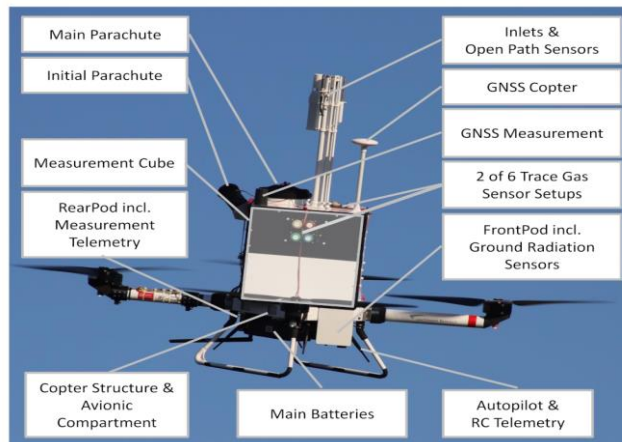 Main Parachute
Initial Parachute
Measurement Cube
RearPod incl.
Measurement
Telemetry
Copter Structure &
Avionic
Compartment
Main Batteries
Inlets &
Open Path Sensors
GNSS Copter
GNSS Measurement
2 of 6 Trace Gas
Sensor Setups
FrontPod incl.
Ground Radiation
Sensors
Autopilot &
RC Telemetry